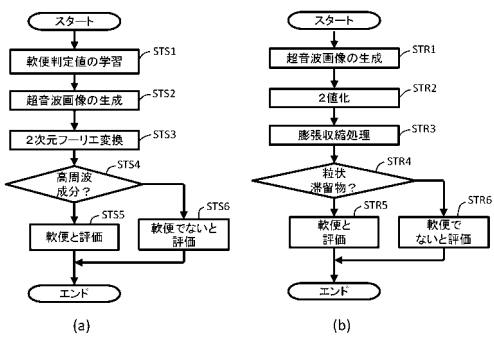 スタート
STS1
軟便判定値の学習
STS2
超音波画像の生成
STS3
2次元フーリエ変換
STS4
高周波
成分？
STS5
軟便と評価
STS6
軟便でないと
評価
エンド
(a)
スタート
STR1
超音波画像の生成
STR2
2値化
STR3
膨張収縮処理
STR4
粒状
滞留物？
STR5
軟便と
評価
STR6
軟便で
ないと評価
エンド
(b)